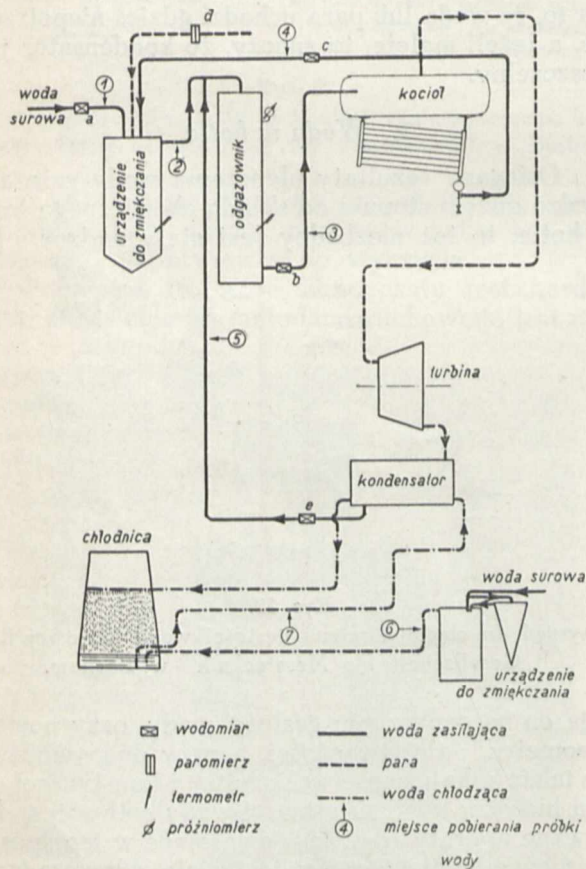 d
4
woda
surowa
1
a
2
urządzenie
do zmiękczania
odgazownik
kocioł
3
b
5
turbina
kondensator
e
chłodnica
woda surowa
7
6
urządzenie
do zmiękczania
wodomiarz
paromierz
termometr
próżniomierz
woda zasilająca
para
woda chłodząca
4 miejsce pobierania próbki
wody